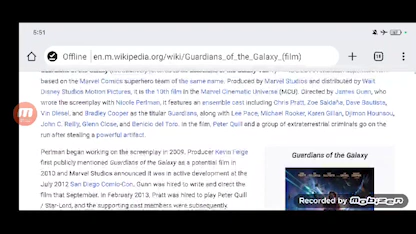 5:51
Offline en.m.wikipedia.org/wiki/Guardians_of_the_Galaxy_(film)
based on the Marvel Comics superhero team of the same name. Produced by Marvel Studios and distributed by Walt
Disney Studios Motion Pictures, it is the 10th film in the Marvel Cinematic Universe (MCU). Directed by James Gunn, who
wrote the screenplay with Nicole Perlman, it features an ensemble cast including Chris Pratt, Zoe Saldaña, Dave Bautista,
Vin Diesel, and Bradley Cooper as the titular Guardians, along with Lee Pace, Michael Rooker, Karen Gillan, Djimon Hounsou,
John C. Reilly, Glenn Close, and Benicio del Toro. In the film, Peter Quill and a group of extraterrestrial criminals go on the
run after stealing a powerful artifact.
Perlman began working on the screenplay in 2009. Producer Kevin Feige
first publicly mentioned Guardians of the Galaxy as a potential film in
2010 and Marvel Studios announced it was in active development at the
July 2012 San Diego Comic-Con. Gunn was hired to write and direct the
film that September. In February 2013, Pratt was hired to play Peter Quill
/ Star-Lord, and the supporting cast members were subsequently
Guardians of the Galaxy
Recorded by Mobizen